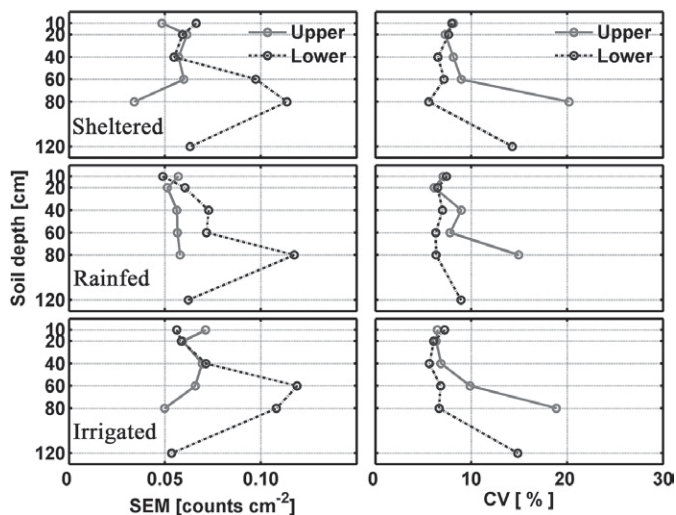 10 Upper Upper
20 Lower Lower
40
60
80
Sheltered
120
10
20
40
60
80
Rainfed
120
10
20
40
60
80
Irrigated
120
Soil depth [cm]
0 0.05 0.10 0 10 20 30
SEM [counts cm⁻²] CV [ % ]